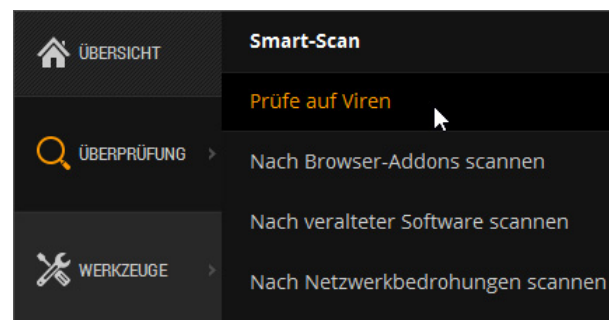 ÜBERSICHT
ÜBERPRÜFUNG
WERKZEUGE
Smart-Scan
Prüfe auf Viren
Nach Browser-Addons scannen
Nach veralteter Software scannen
Nach Netzwerkbedrohungen scannen